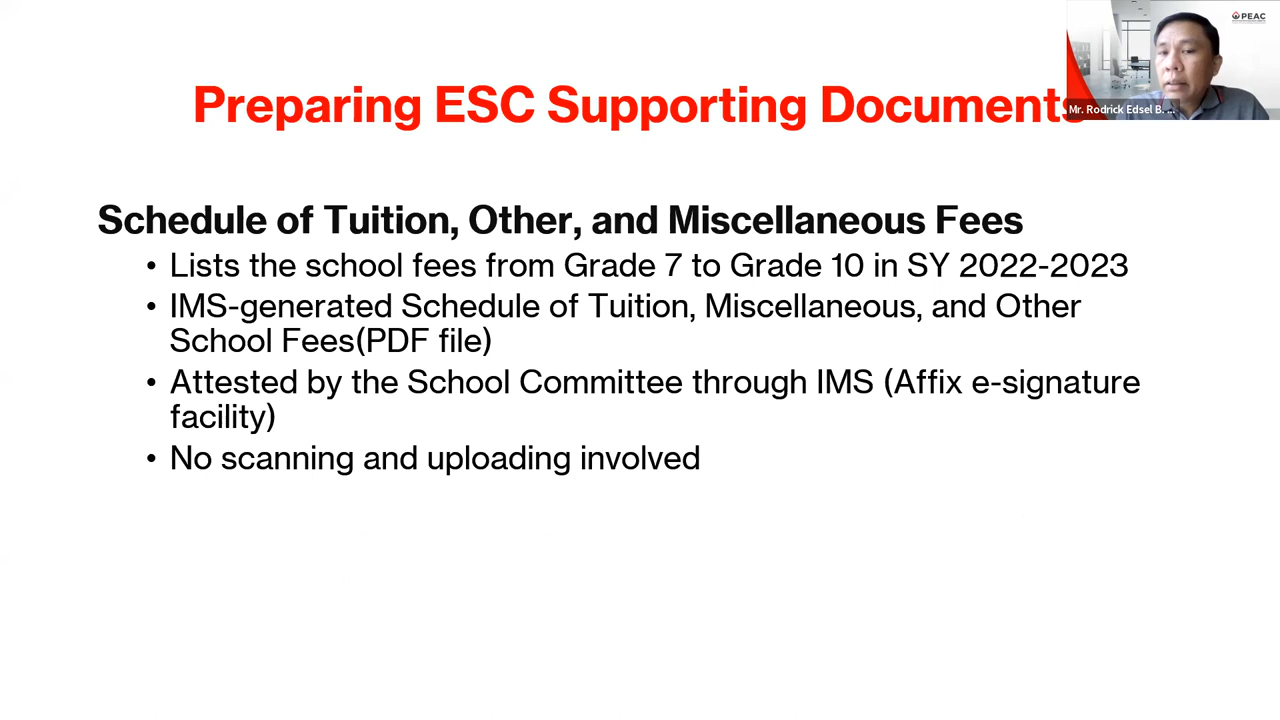 PEAC
Preparing ESC Supporting Documents
Mr. Rodrick Edsel B. ...
Schedule of Tuition, Other, and Miscellaneous Fees
• Lists the school fees from Grade 7 to Grade 10 in SY 2022-2023
• IMS-generated Schedule of Tuition, Miscellaneous, and Other
School Fees(PDF file)
• Attested by the School Committee through IMS (Affix e-signature
facility)
• No scanning and uploading involved